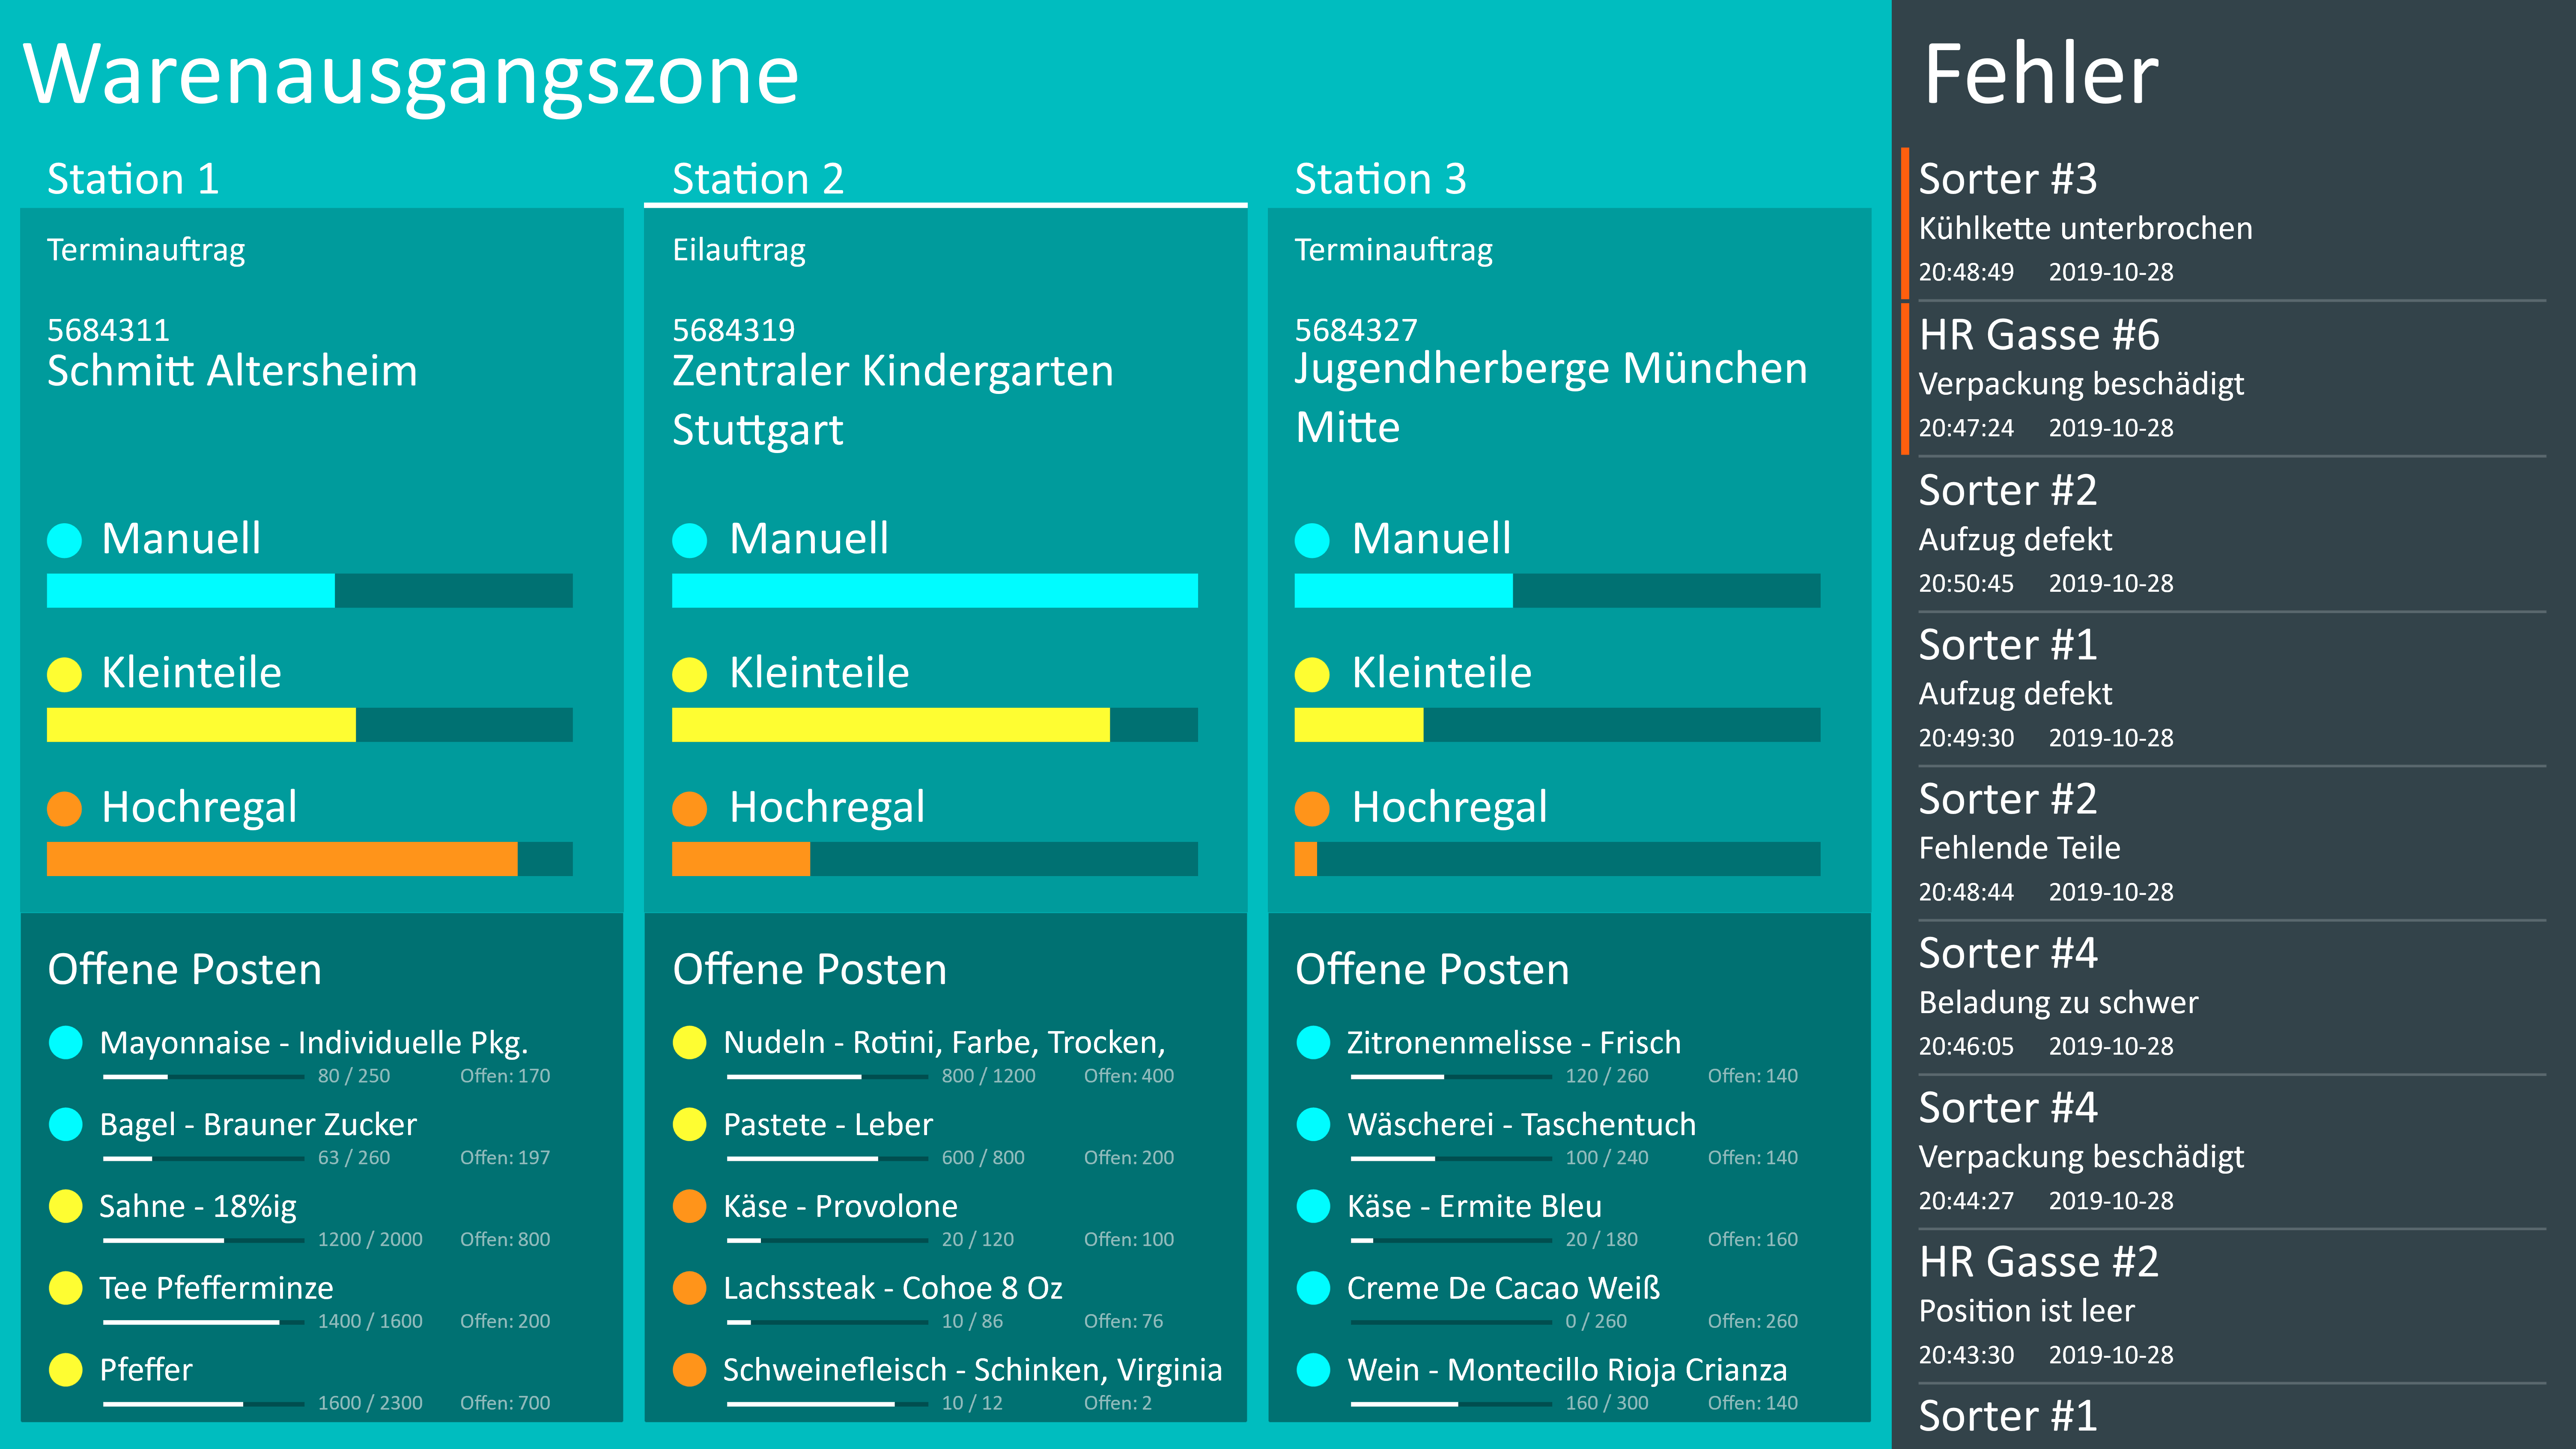 Warenausgangszone
Station 1
Terminauftrag
5684311
Schmitt Altersheim
Manuell
Kleinteile
Hochregal
Offene Posten
Mayonnaise - Individuelle Pkg.
80 / 250 Offen: 170
Bagel - Brauner Zucker
63 / 260 Offen: 197
Sahne - 18%ig
1200 / 2000 Offen: 800
Tee Pfefferminze
1400 / 1600 Offen: 200
Pfeffer
1600 / 2300 Offen: 700
Station 2
Eilauftrag
5684319
Zentraler Kindergarten
Stuttgart
Manuell
Kleinteile
Hochregal
Offene Posten
Nudeln - Rotini, Farbe, Trocken,
800 / 1200 Offen: 400
Pastete - Leber
600 / 800 Offen: 200
Käse - Provolone
20 / 120 Offen: 100
Lachssteak - Cohoe 8 Oz
10 / 86 Offen: 76
Schweinefleisch - Schinken, Virginia
10 / 12 Offen: 2
Station 3
Terminauftrag
5684327
Jugendherberge München
Mitte
Manuell
Kleinteile
Hochregal
Offene Posten
Zitronenmelisse - Frisch
120 / 260 Offen: 140
Wäscherei - Taschentuch
100 / 240 Offen: 140
Käse - Ermite Bleu
20 / 180 Offen: 160
Creme De Cacao Weiß
0 / 260 Offen: 260
Wein - Montecillo Rioja Crianza
160 / 300 Offen: 140
Fehler
Sorter #3
Kühlkette unterbrochen
20:48:49 2019-10-28
HR Gasse #6
Verpackung beschädigt
20:47:24 2019-10-28
Sorter #2
Aufzug defekt
20:50:45 2019-10-28
Sorter #1
Aufzug defekt
20:49:30 2019-10-28
Sorter #2
Fehlende Teile
20:48:44 2019-10-28
Sorter #4
Beladung zu schwer
20:46:05 2019-10-28
Sorter #4
Verpackung beschädigt
20:44:27 2019-10-28
HR Gasse #2
Position ist leer
20:43:30 2019-10-28
Sorter #1